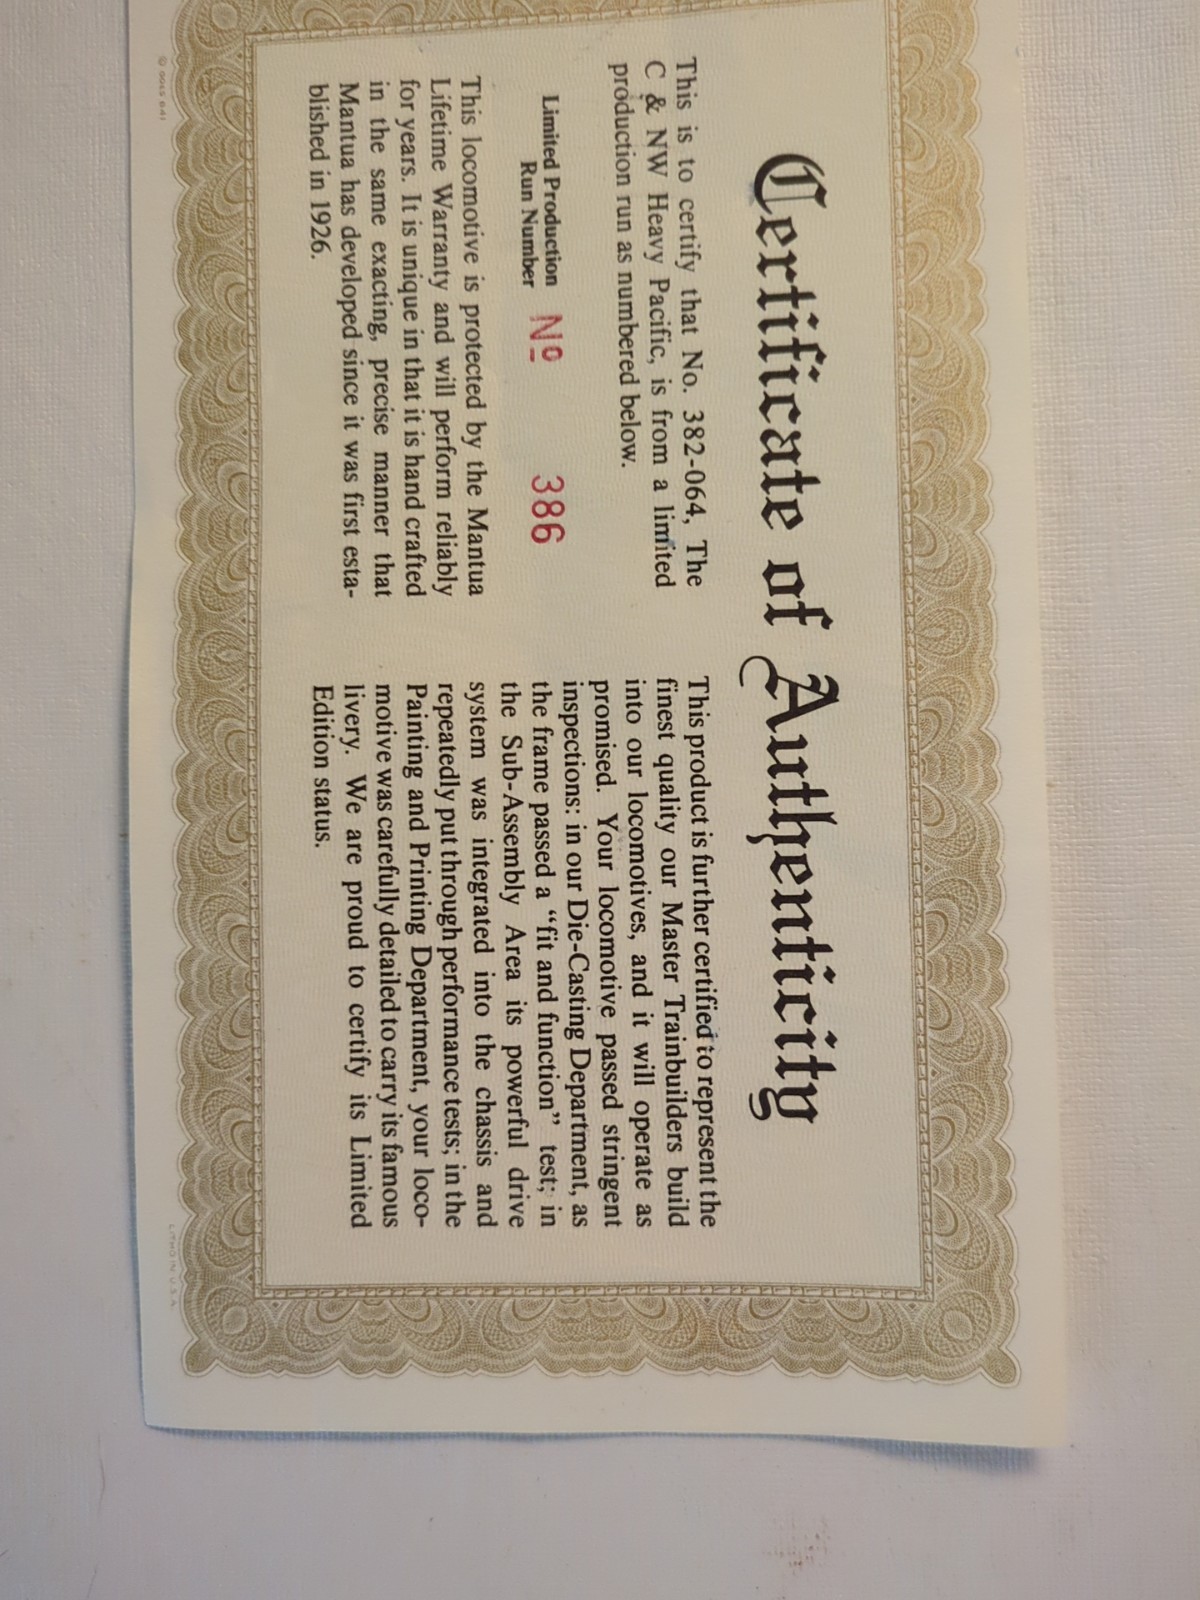 Certificate of Authenticity
This is to certify that No. 382-064, The
C & NW Heavy Pacific, is from a limited
production run as numbered below.
Limited Production
Run Number
Nº 386
This locomotive is protected by the Mantua
Lifetime Warranty and will perform reliably
for years. It is unique in that it is hand crafted
in the same exacting, precise manner that
Mantua has developed since it was first esta-
blished in 1926.
This product is further certified to represent the
finest quality our Master Trainbuilders build
into our locomotives, and it will operate as
promised. Your locomotive passed stringent
inspections: in our Die-Casting Department, as
the frame passed a “fit and function” test; in
the Sub-Assembly Area its powerful drive
system was integrated into the chassis and
repeatedly put through performance tests; in the
Painting and Printing Department, your loco-
motive was carefully detailed to carry its famous
livery. We are proud to certify its Limited
Edition status.
LITHO IN U.S.A.